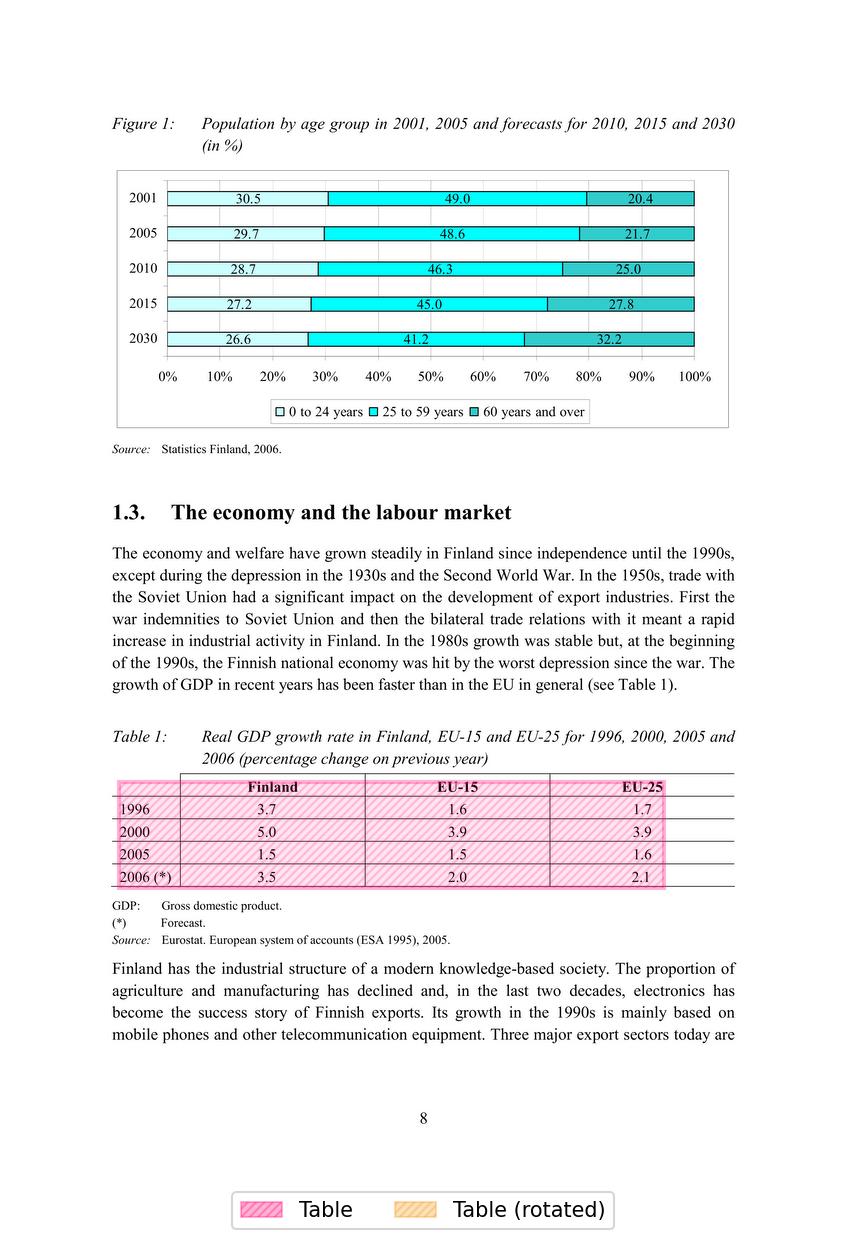 Figure 1: Population by age group in 2001, 2005 and forecasts for 2010, 2015 and 2030
(in %)
2001 30.5 49.0 20.4
2005 29.7 48.6 21.7
2010 28.7 46.3 25.0
2015 27.2 45.0 27.8
2030 26.6 41.2 32.2
0% 10% 20% 30% 40% 50% 60% 70% 80% 90% 100%
0 to 24 years 25 to 59 years 60 years and over
Source: Statistics Finland, 2006.
1.3. The economy and the labour market
The economy and welfare have grown steadily in Finland since independence until the 1990s,
except during the depression in the 1930s and the Second World War. In the 1950s, trade with
the Soviet Union had a significant impact on the development of export industries. First the
war indemnities to Soviet Union and then the bilateral trade relations with it meant a rapid
increase in industrial activity in Finland. In the 1980s growth was stable but, at the beginning
of the 1990s, the Finnish national economy was hit by the worst depression since the war. The
growth of GDP in recent years has been faster than in the EU in general (see Table 1).
Table 1: Real GDP growth rate in Finland, EU-15 and EU-25 for 1996, 2000, 2005 and
2006 (percentage change on previous year)
Finland EU-15 EU-25
1996 3.7 1.6 1.7
2000 5.0 3.9 3.9
2005 1.5 1.5 1.6
2006 (*) 3.5 2.0 2.1
GDP: Gross domestic product.
(*) Forecast.
Source: Eurostat. European system of accounts (ESA 1995), 2005.
Finland has the industrial structure of a modern knowledge-based society. The proportion of
agriculture and manufacturing has declined and, in the last two decades, electronics has
become the success story of Finnish exports. Its growth in the 1990s is mainly based on
mobile phones and other telecommunication equipment. Three major export sectors today are
8
Table Table (rotated)